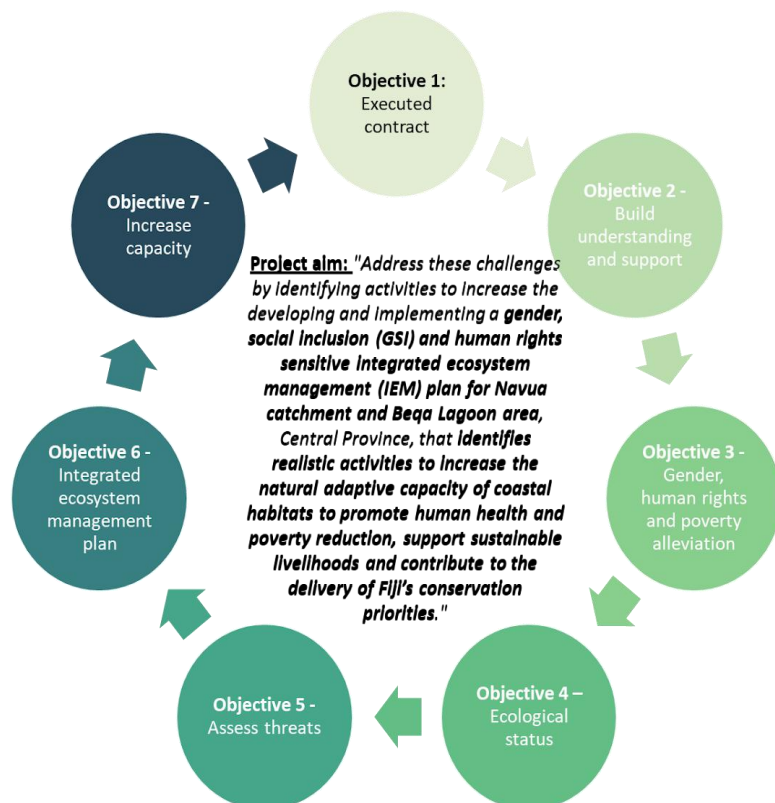 Objective 1:
Executed
contract
Objective 2 -
Build
understanding
and support
Objective 3 -
Gender,
human rights
and poverty
alleviation
Objective 4 –
Ecological
status
Objective 5 -
Assess threats
Objective 6 -
Integrated
ecosystem
management
plan
Objective 7 -
Increase
capacity
Project aim: "Address these challenges
by identifying activities to increase the
developing and implementing a gender,
social inclusion (GSI) and human rights
sensitive integrated ecosystem
management (IEM) plan for Navua
catchment and Beqa Lagoon area,
Central Province, that identifies
realistic activities to increase the
natural adaptive capacity of coastal
habitats to promote human health and
poverty reduction, support sustainable
livelihoods and contribute to the
delivery of Fiji's conservation
priorities."